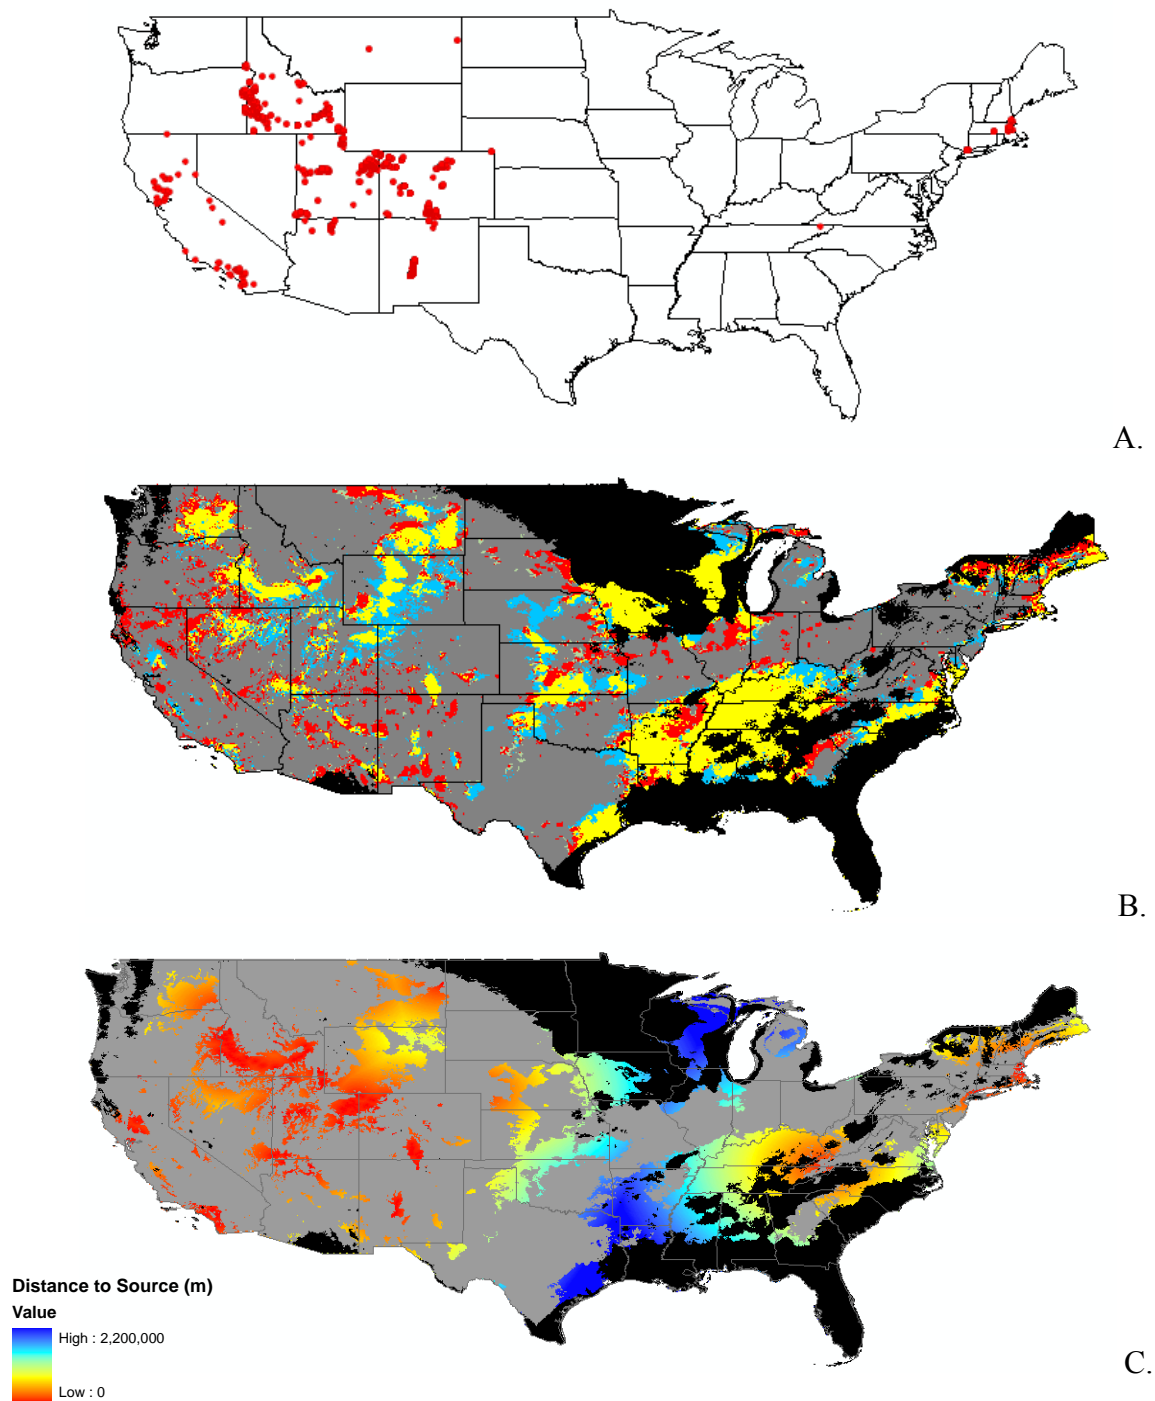 A.
B.
Distance to Source (m)
Value
High : 2,200,000
Low : 0
C.